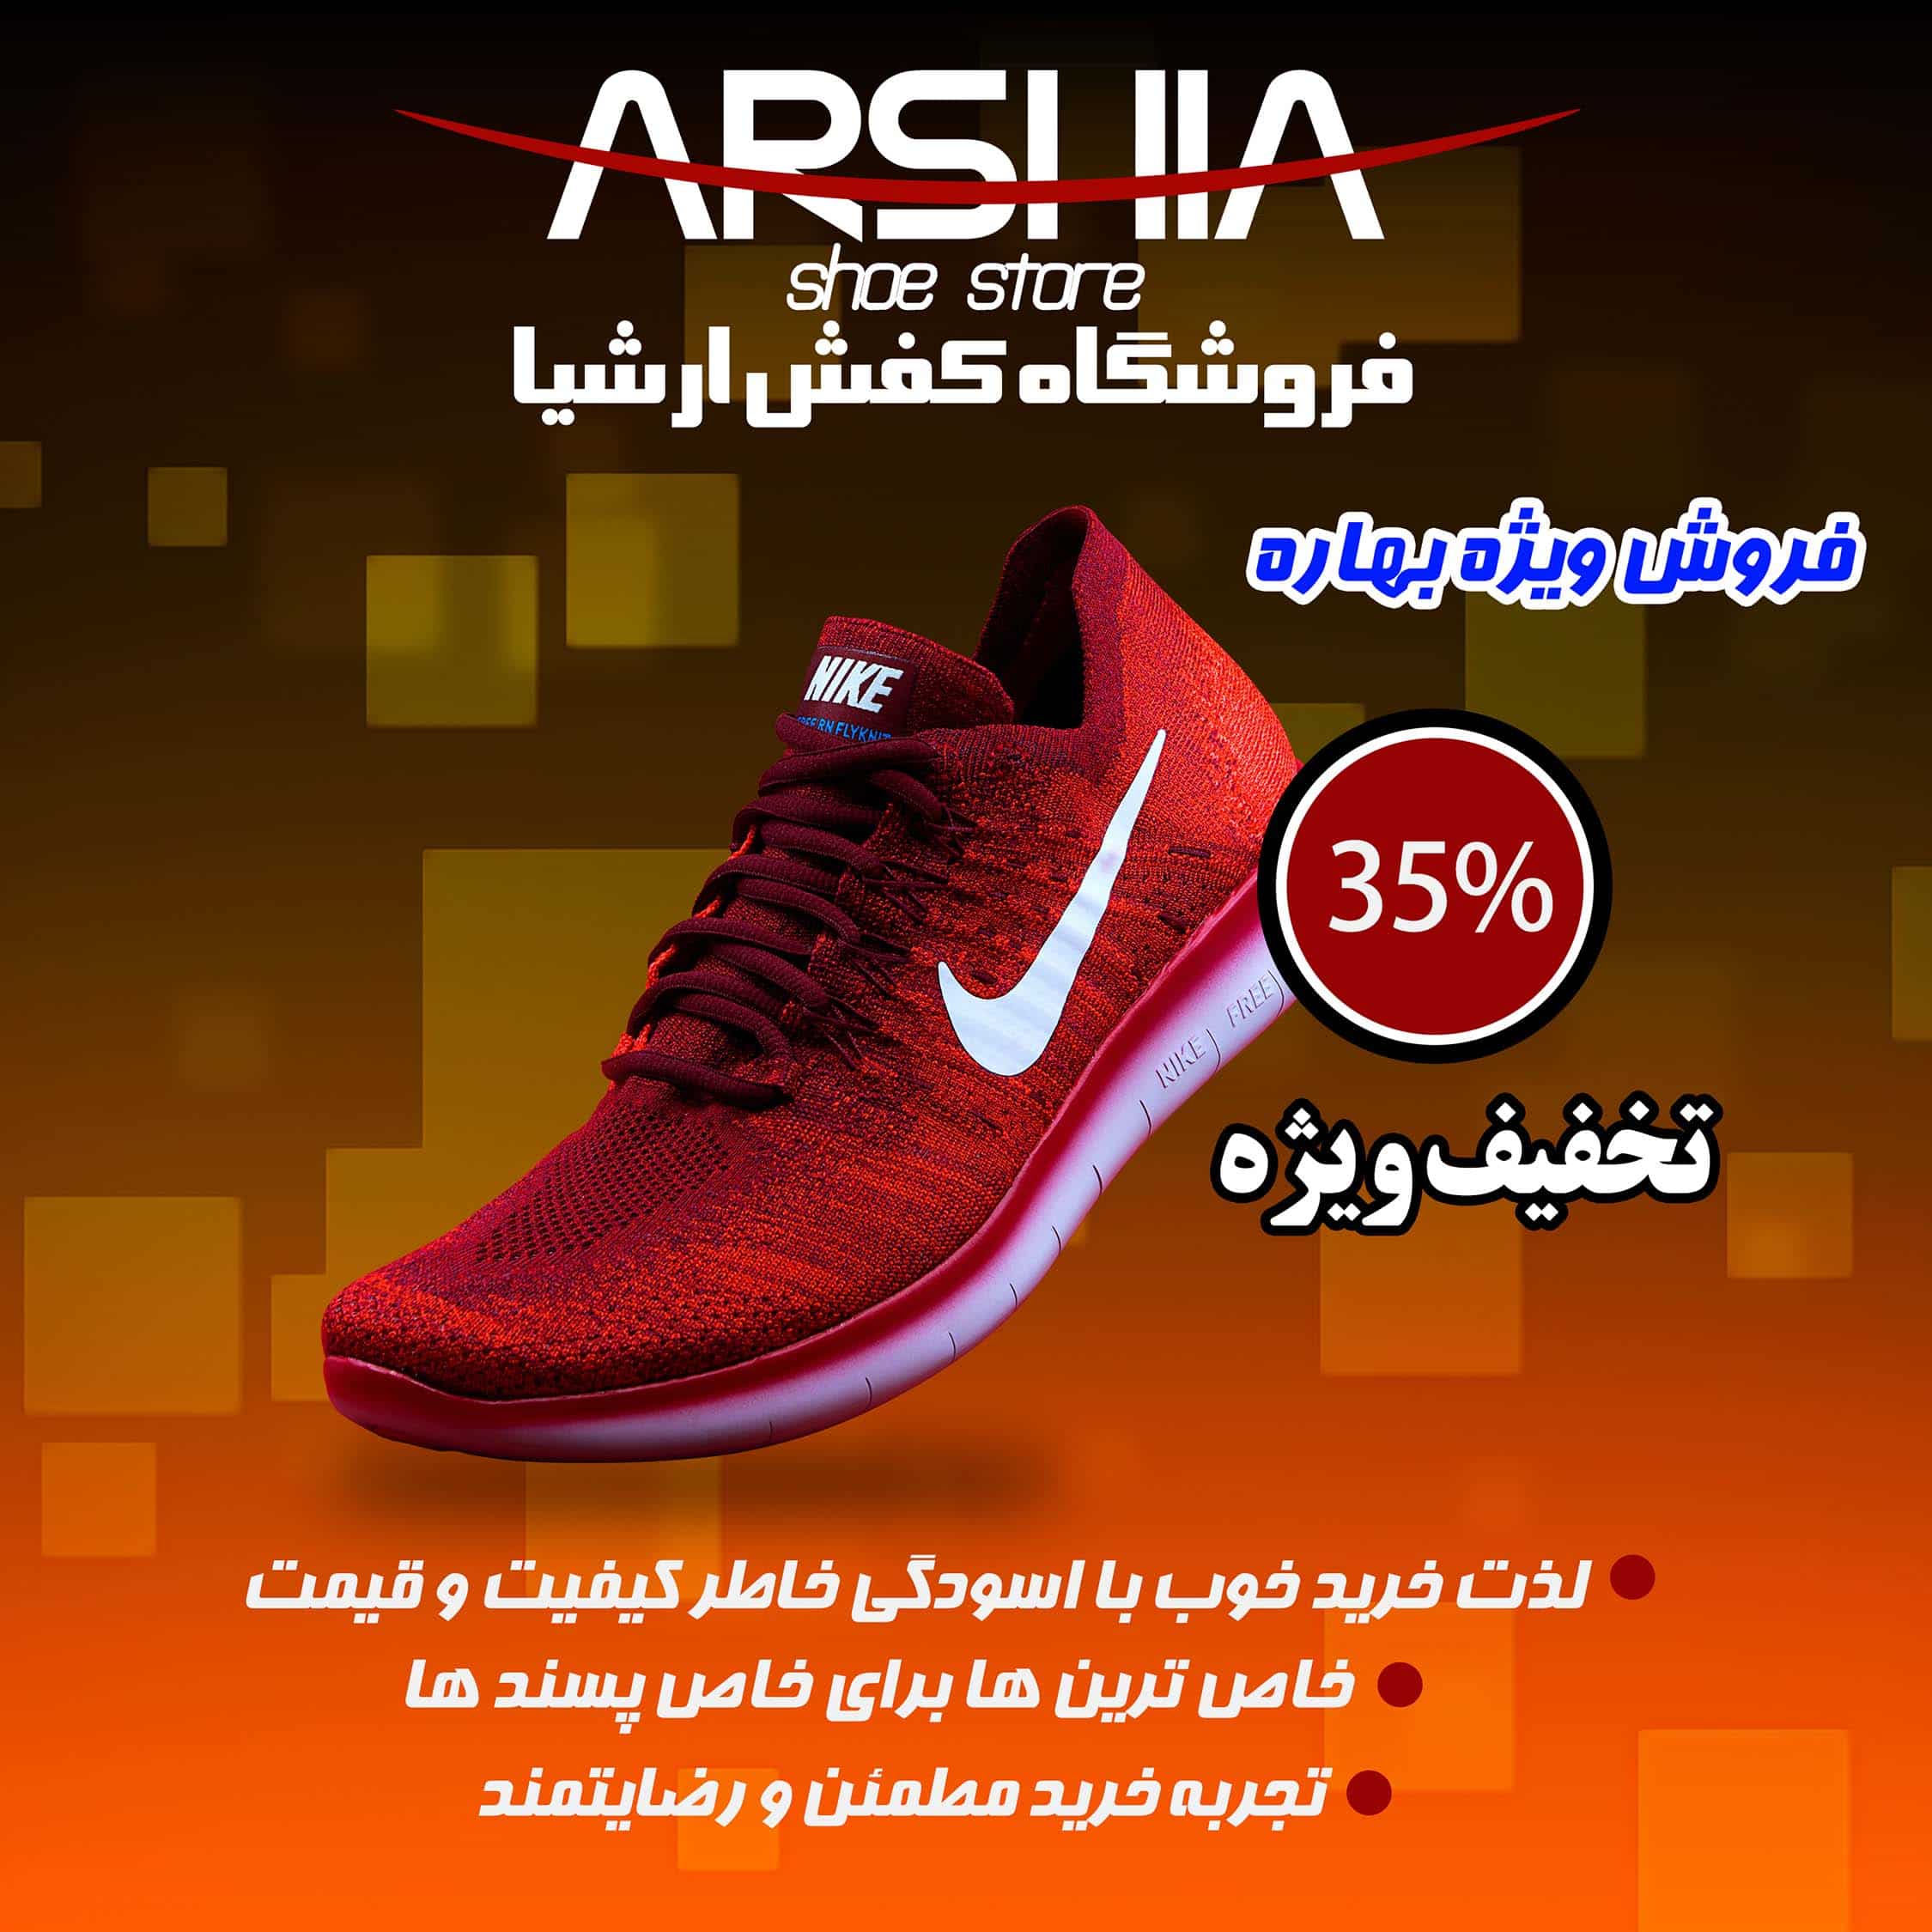 ARSHIA
shoe store
فروشگاه کفش ارشیا
فروش ویژه بهاره
NIKE
RN FLYKNIT
35%
NIKE FREE
تخفیف ویژه
لذت خرید خوب با اسودگی خاطر کیفیت و قیمت
خاص ترین ها برای خاص پسند ها
تجربه خرید مطمئن و رضایتمند